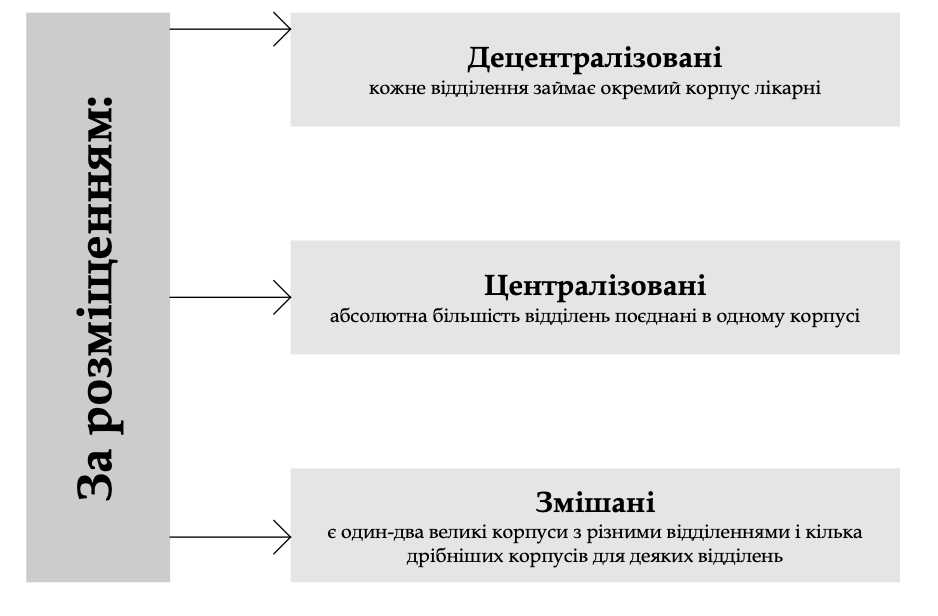 За розміщенням:
Децентралізовані
кожне відділення займає окремий корпус лікарні
Централізовані
абсолютна більшість відділень поєднані в одному корпусі
Змішані
є один-два великі корпуси з різними відділеннями і кілька
дрібніших корпусів для деяких відділень